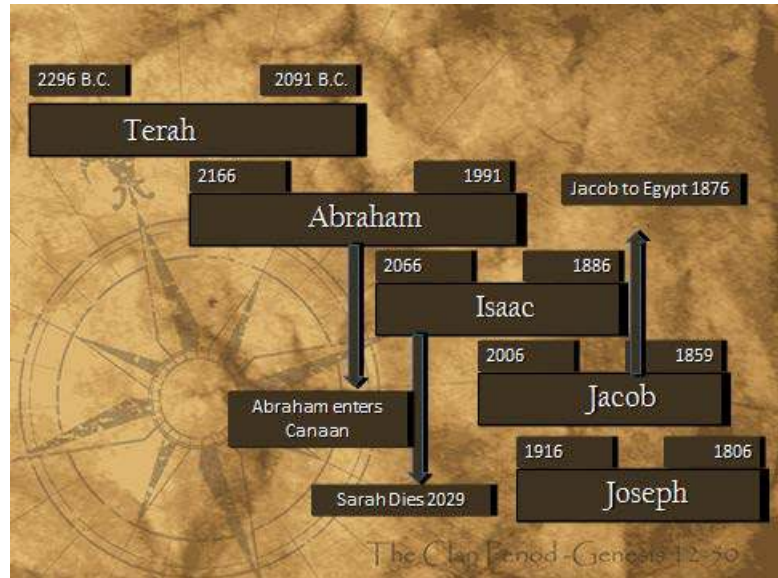 2296 B.C.
2091 B.C.
Terah
2166
1991
Abraham
Jacob to Egypt 1876
2066
1886
Isaac
2006
1859
Jacob
Abraham enters
Canaan
1916
1806
Joseph
Sarah Dies 2029
The Clan Period -Genesis 12-50